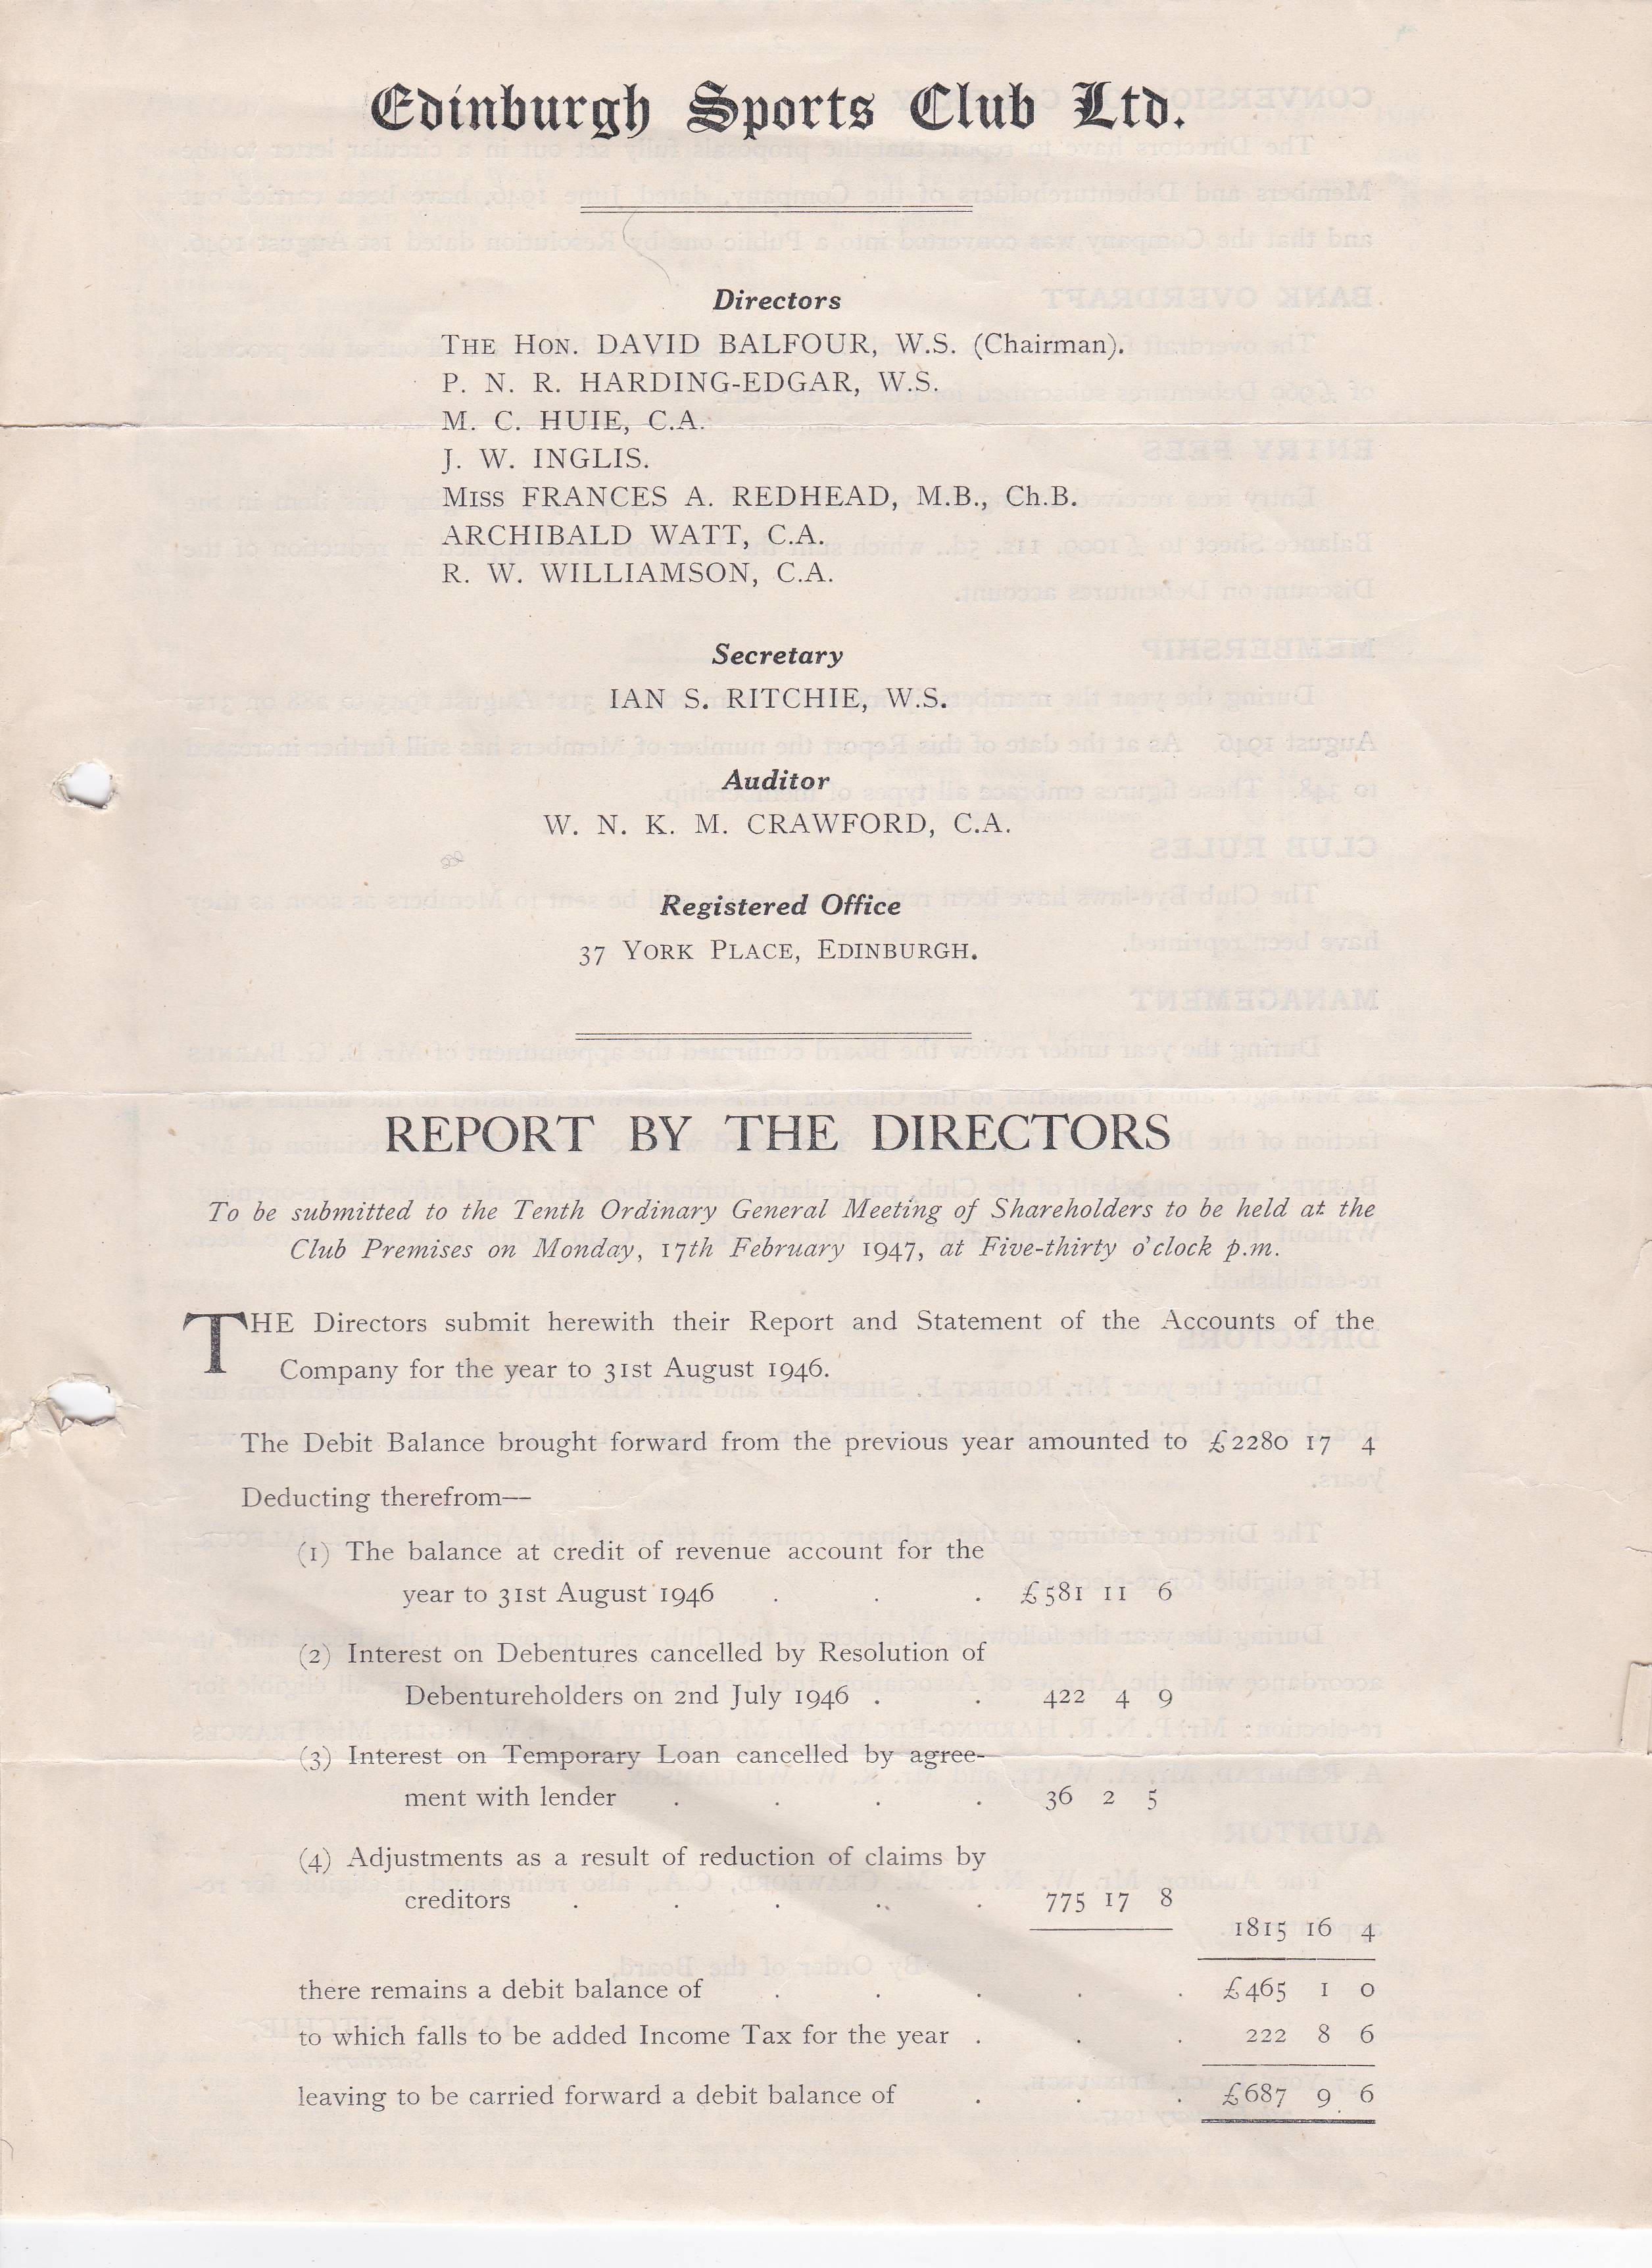 Edinburgh Sports Club Ltd.
Directors
THE HON. DAVID BALFOUR, W.S. (Chairman).
P. N. R. HARDING-EDGAR, W.S.
M. C. HUIE, C.A.
J. W. INGLIS.
MISS FRANCES A. REDHEAD, M.B., Ch.B.
ARCHIBALD WATT, C.A.
R. W. WILLIAMSON, C.A.
Secretary
IAN S. RITCHIE, W.S.
Auditor
W. N. K. M. CRAWFORD, C.A.
Registered Office
37 YORK PLACE, EDINBURGH.
REPORT BY THE DIRECTORS
To be submitted to the Tenth Ordinary General Meeting of Shareholders to be held at the
Club Premises on Monday, 17th February 1947, at Five-thirty o'clock p.m.
THE Directors submit herewith their Report and Statement of the Accounts of the
Company for the year to 31st August 1946.
The Debit Balance brought forward from the previous year amounted to £2280 17 4
Deducting therefrom—
(1) The balance at credit of revenue account for the
year to 31st August 1946 . . . £581 11 6
(2) Interest on Debentures cancelled by Resolution of
Debentureholders on 2nd July 1946 . . 422 4 9
(3) Interest on Temporary Loan cancelled by agree-
ment with lender . . . . 36 2 5
(4) Adjustments as a result of reduction of claims by
creditors . . . . . 775 17 8
1815 16 4
there remains a debit balance of . . . . . £465 1 0
to which falls to be added Income Tax for the year . . . 222 8 6
leaving to be carried forward a debit balance of . . . £687 9 6